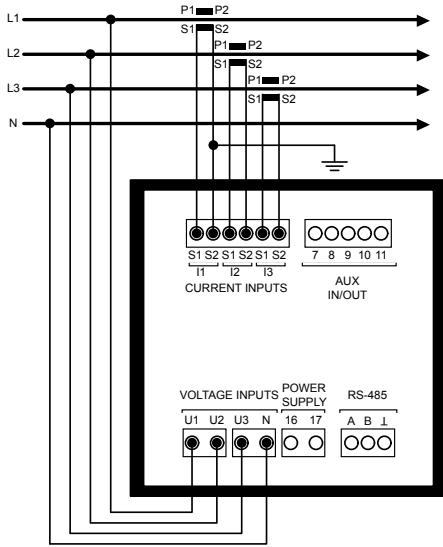 P1 P2
L1
S1 S2
P1 P2
L2
S1 S2
P1 P2
L3
S1 S2
N
S1 S2 S1 S2 S1 S2
7 8 9 10 11
I1 I2 I3
CURRENT INPUTS
AUX
IN/OUT
VOLTAGE INPUTS
POWER
SUPPLY
RS-485
U1 U2 U3 N
16 17
A B ⊥